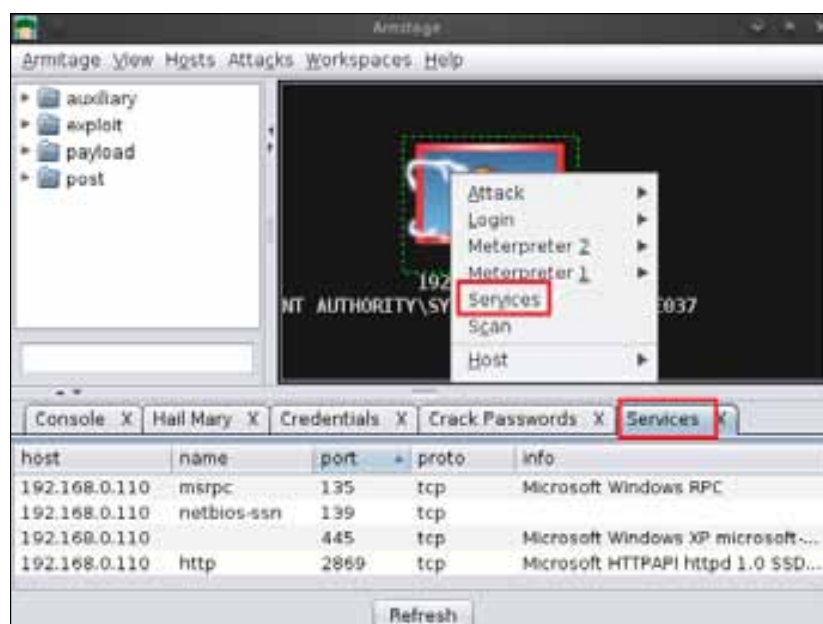 Armitage
Armitage View Hosts Attacks Workspaces Help
auxiliary
exploit
payload
post
Attack
Login
Meterpreter 2
Meterpreter 1
Services
Scan
Host
192
NT AUTHORITY\SY
E037
Console X Hail Mary X Credentials X Crack Passwords X Services X
host name port proto info
192.168.0.110 msrpc 135 tcp Microsoft Windows RPC
192.168.0.110 netbios-ssn 139 tcp
192.168.0.110 445 tcp Microsoft Windows XP microsoft-...
192.168.0.110 http 2869 tcp Microsoft HTTPAPI httpd 1.0 SSD...
Refresh